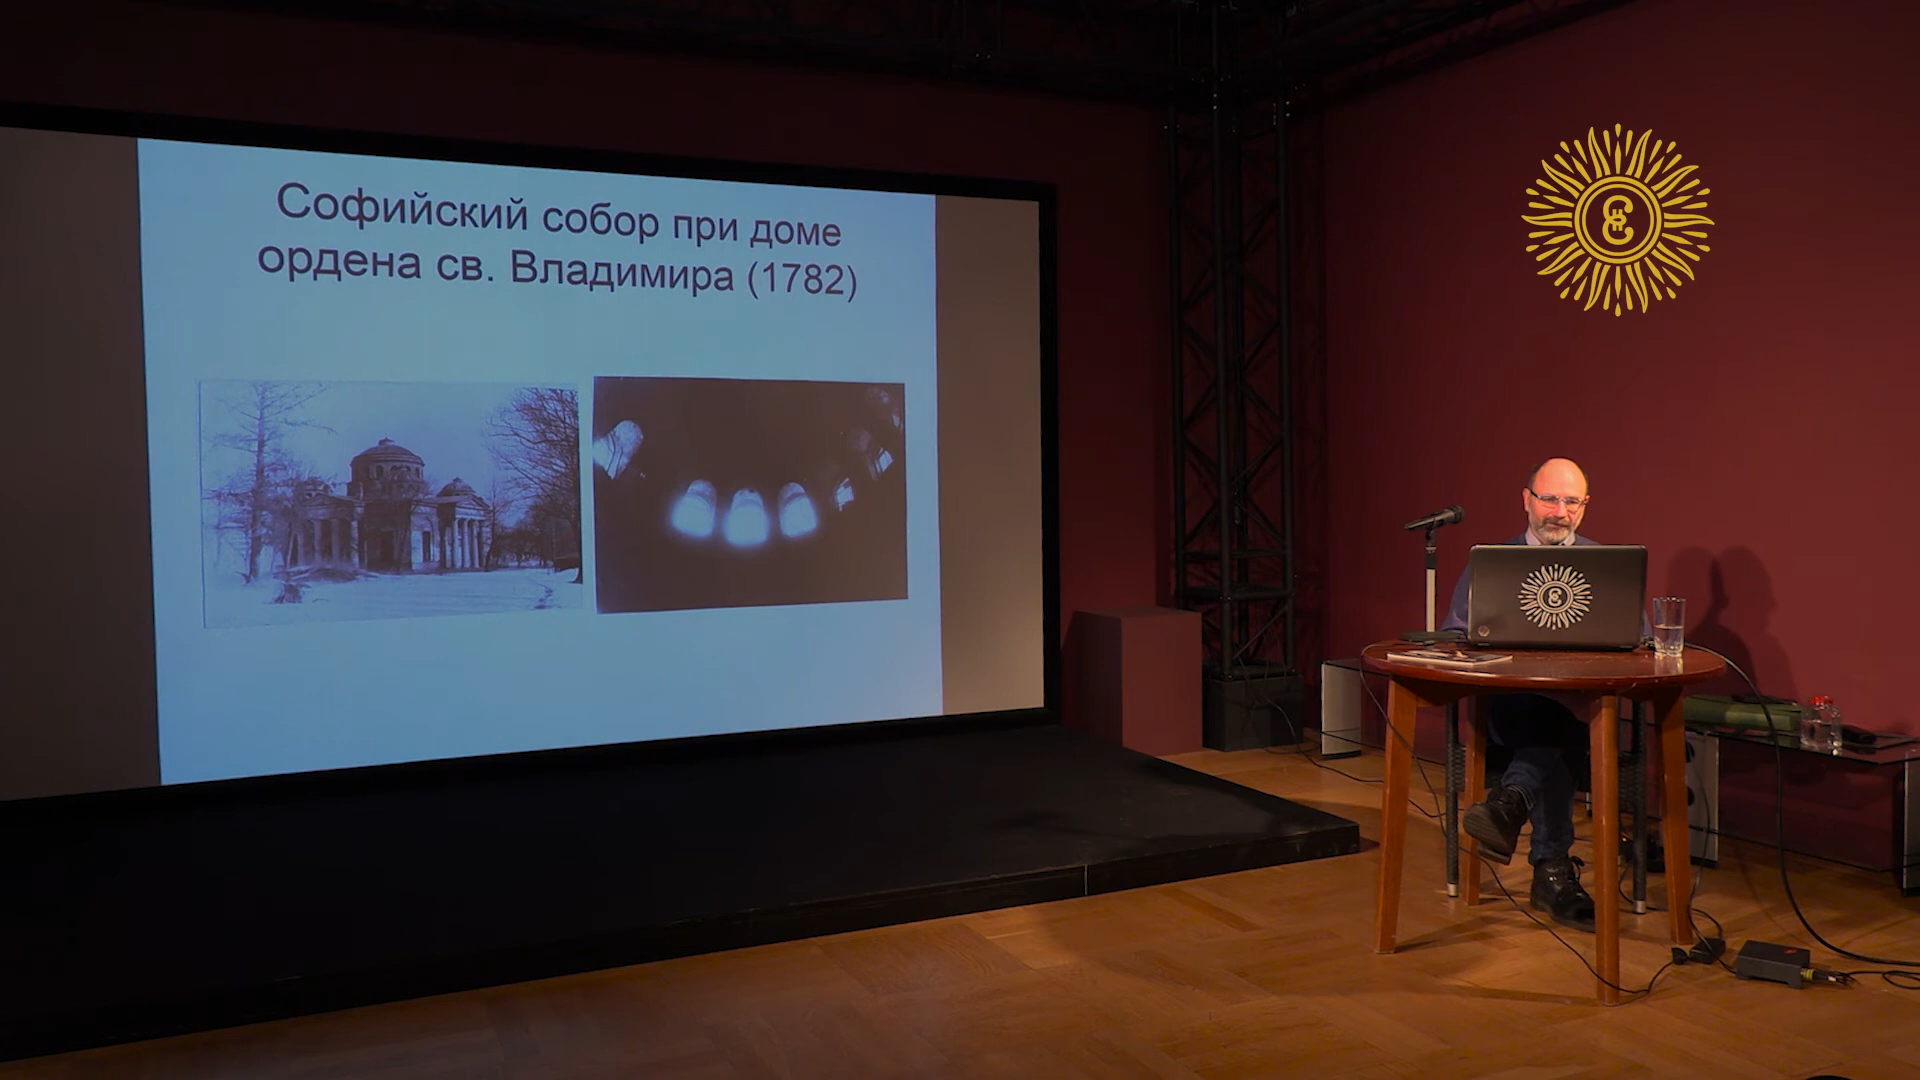 Софийский собор при доме
ордена св. Владимира (1782)